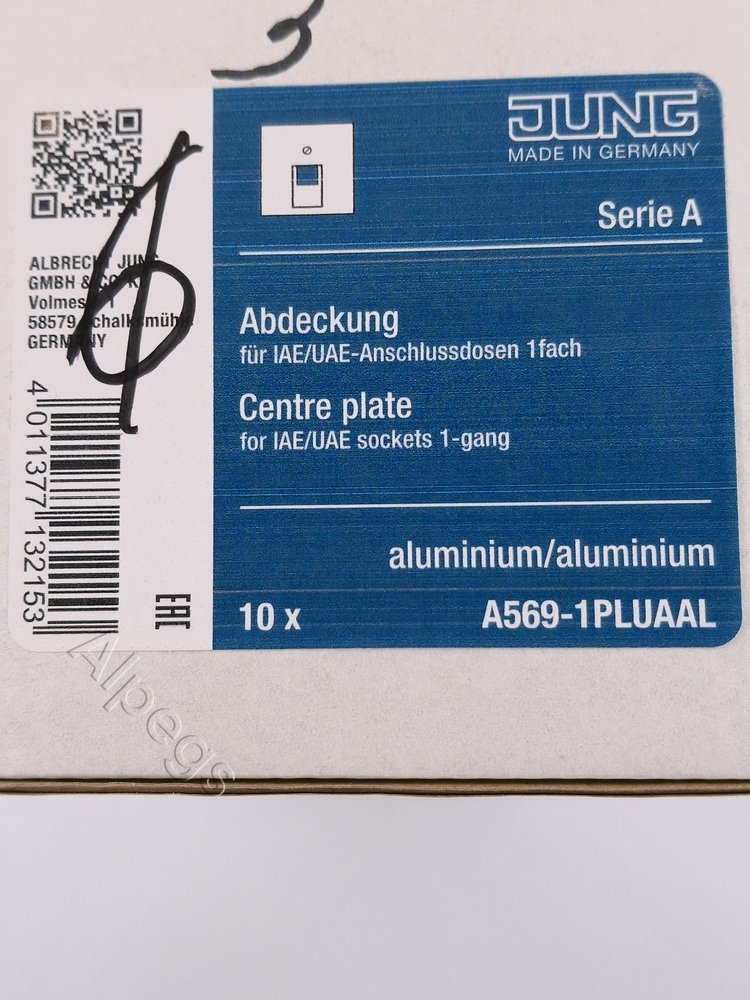 3
JUNG
MADE IN GERMANY
Serie A
ALBRECHT JUNG
GMBH & CO. KG
Volmestr. 1
58579 Schalksmühle
GERMANY
Abdeckung
für IAE/UAE-Anschlussdosen 1fach
Centre plate
for IAE/UAE sockets 1-gang
4 011377 132153
EAC
aluminium/aluminium
10 x
A569-1PLUAAL
Alpegs